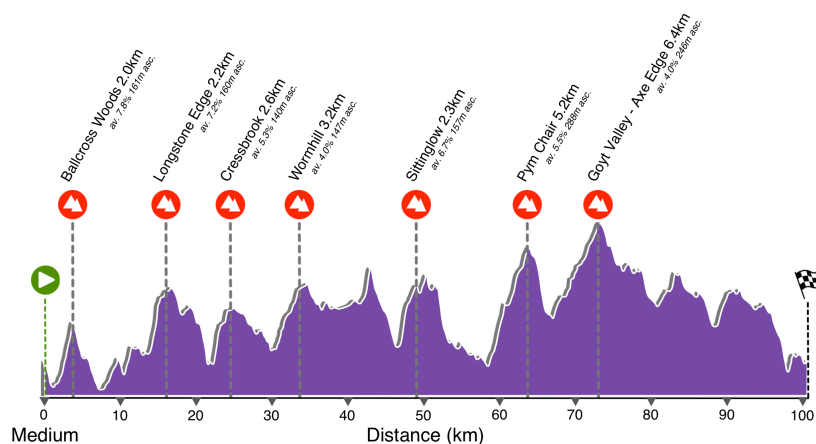 Ballcross Woods 2.0km
av. 7.8% 161m asc.
Longstone Edge 2.2km
av. 7.2% 160m asc.
Cressbrook 2.6km
av. 5.3% 140m asc.
Wormhill 3.2km
av. 4.0% 147m asc.
Sittinglow 2.3km
av. 6.7% 157m asc.
Pym Chair 5.2km
av. 5.5% 288m asc.
Goyt Valley - Axe Edge 6.4km
av. 4.0% 246m asc.
0 10 20 30 40 50 60 70 80 90 100
Medium
Distance (km)